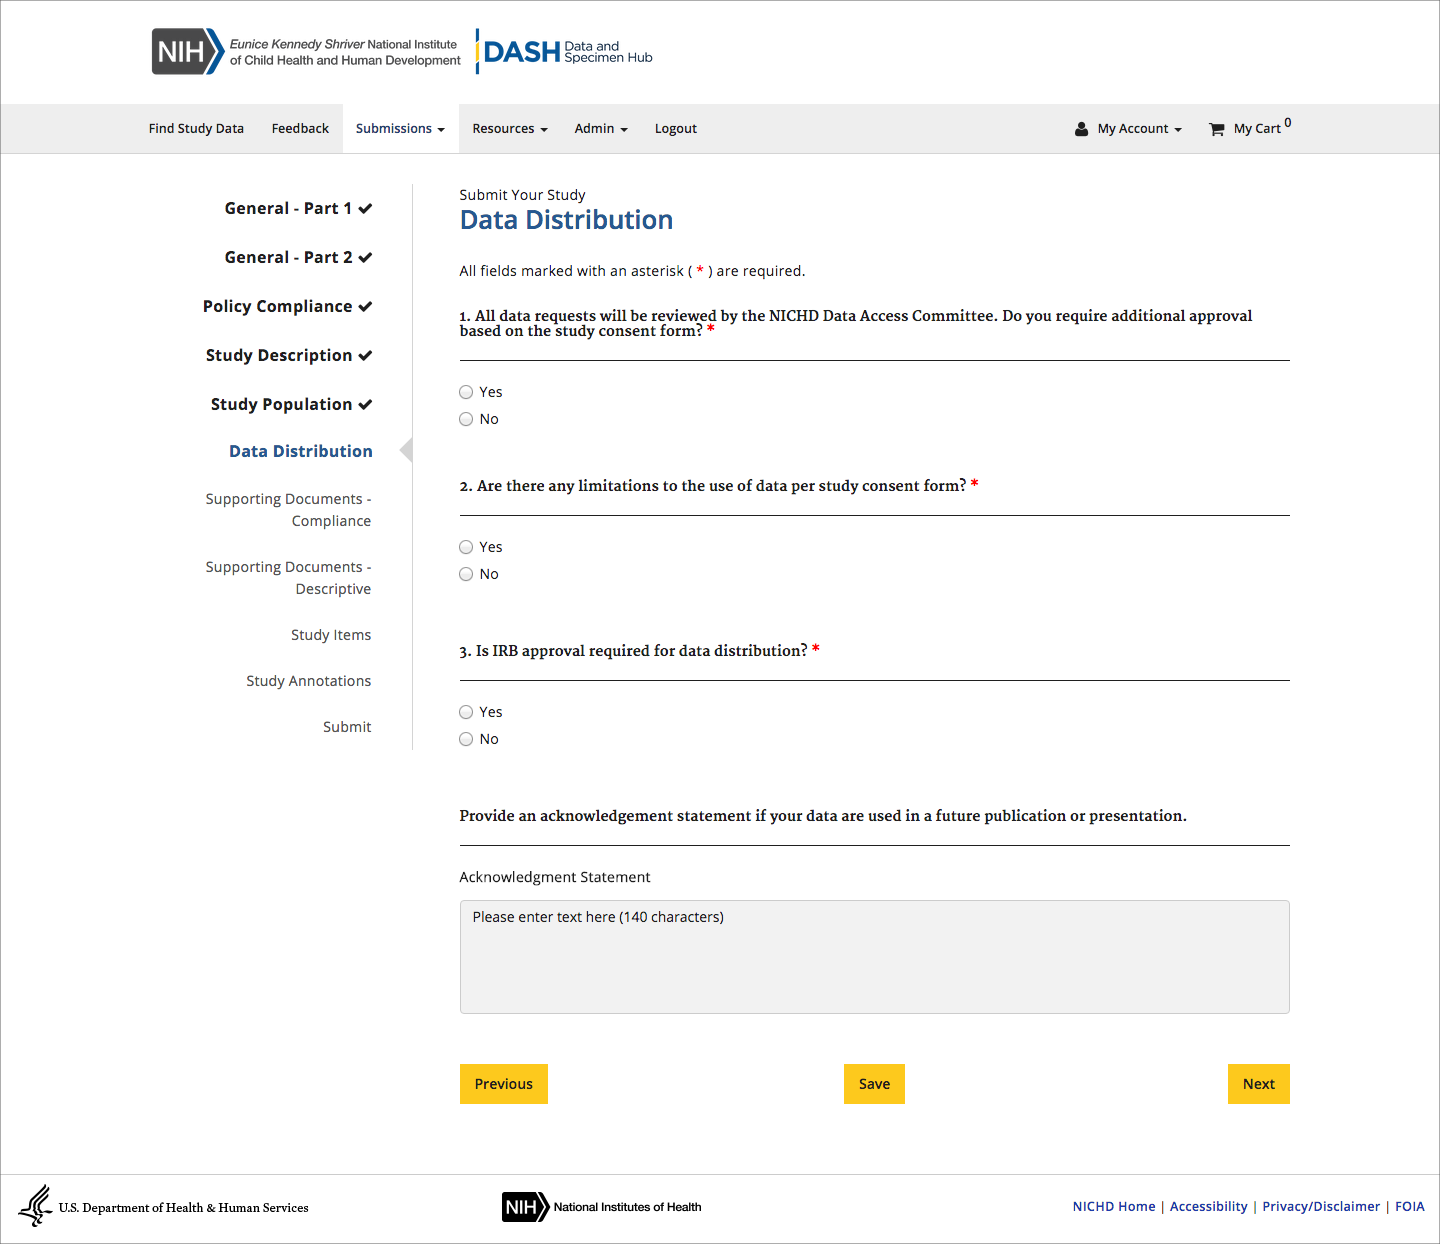 NIH Eunice Kennedy Shriver National Institute
of Child Health and Human Development
DASH Data and
Specimen Hub
Find Study Data Feedback Submissions Resources Admin Logout My Account My Cart 0
General - Part 1
General - Part 2
Policy Compliance
Study Description
Study Population
Data Distribution
Supporting Documents -
Compliance
Supporting Documents -
Descriptive
Study Items
Study Annotations
Submit
Submit Your Study
Data Distribution
All fields marked with an asterisk ( * ) are required.
1. All data requests will be reviewed by the NICHD Data Access Committee. Do you require additional approval
based on the study consent form? *
Yes
No
2. Are there any limitations to the use of data per study consent form? *
Yes
No
3. Is IRB approval required for data distribution? *
Yes
No
Provide an acknowledgement statement if your data are used in a future publication or presentation.
Acknowledgment Statement
Please enter text here (140 characters)
Previous Save Next
U.S. Department of Health & Human Services
NIH National Institutes of Health
NICHD Home | Accessibility | Privacy/Disclaimer | FOIA